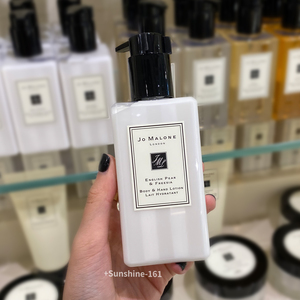 JO MALONE
LONDON
ENGLISH PEAR
& FREESIA
BODY & HAND LOTION
LAIT HYDRATANT
+Sunshine-161